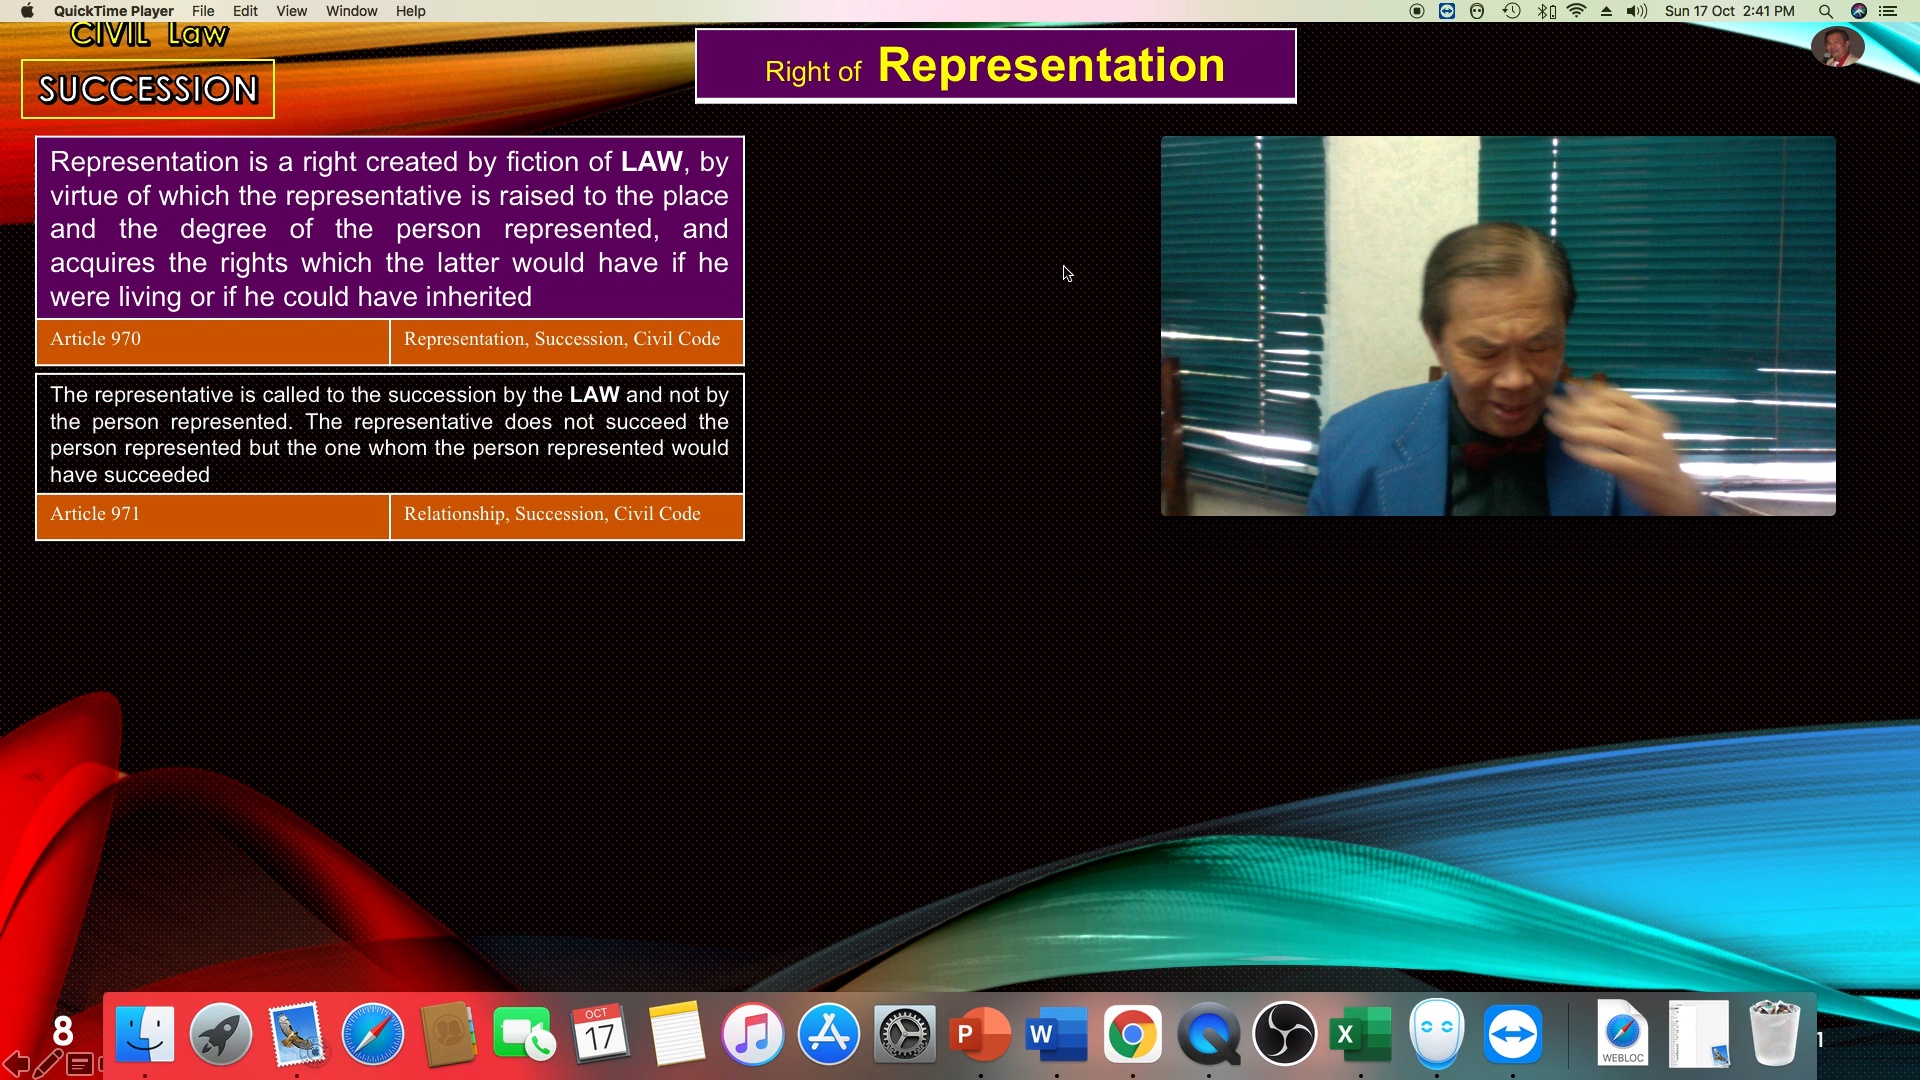 QuickTime Player File Edit View Window Help Sun 17 Oct 2:41 PM
CIVIL Law
SUCCESSION
Right of Representation
Representation is a right created by fiction of LAW, by
virtue of which the representative is raised to the place
and the degree of the person represented, and
acquires the rights which the latter would have if he
were living or if he could have inherited
Article 970 Representation, Succession, Civil Code
The representative is called to the succession by the LAW and not by
the person represented. The representative does not succeed the
person represented but the one whom the person represented would
have succeeded
Article 971 Relationship, Succession, Civil Code
8
OCT
17
P
W
X
WEBLOC